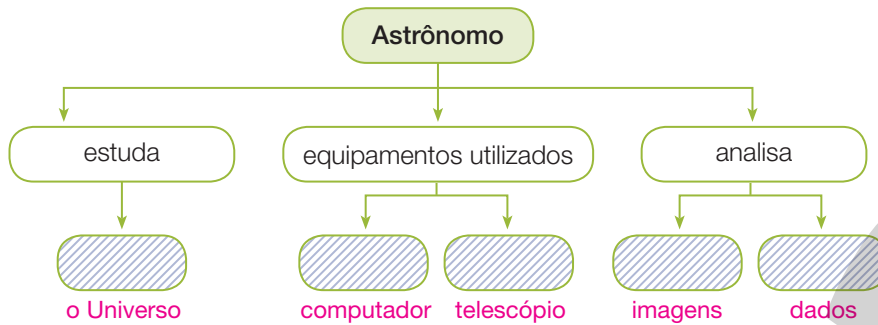 Astrônomo
estuda
equipamentos utilizados
analisa
o Universo
computador
telescópio
imagens
dados